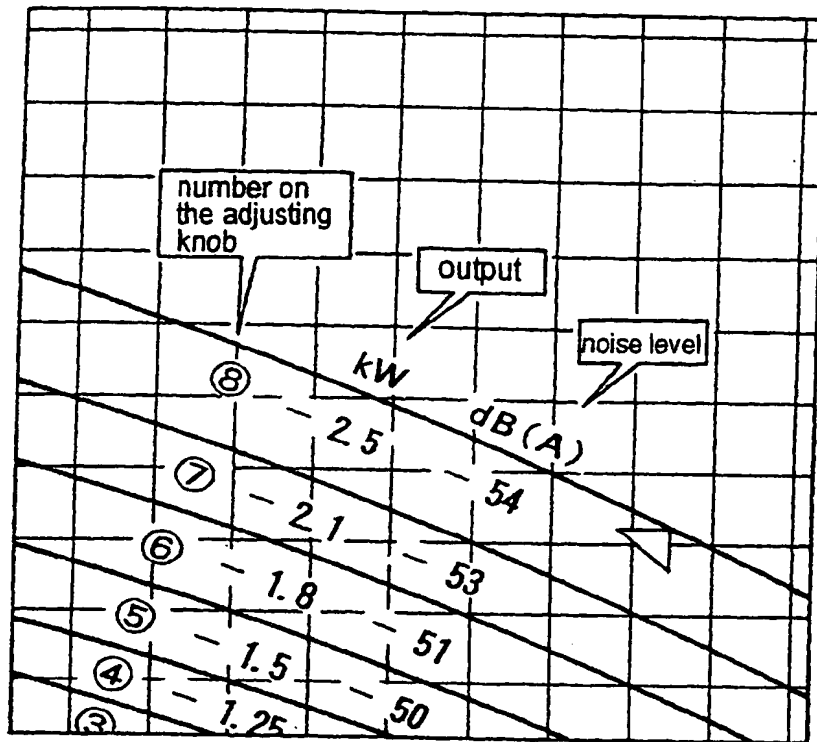 number on
the adjusting
knob
output
noise level
kW
dB(A)
⑧ - 2.5 - 54
⑦ - 2.1 - 53
⑥ - 1.8 - 51
⑤ - 1.5 - 50
④ - 1.25
③